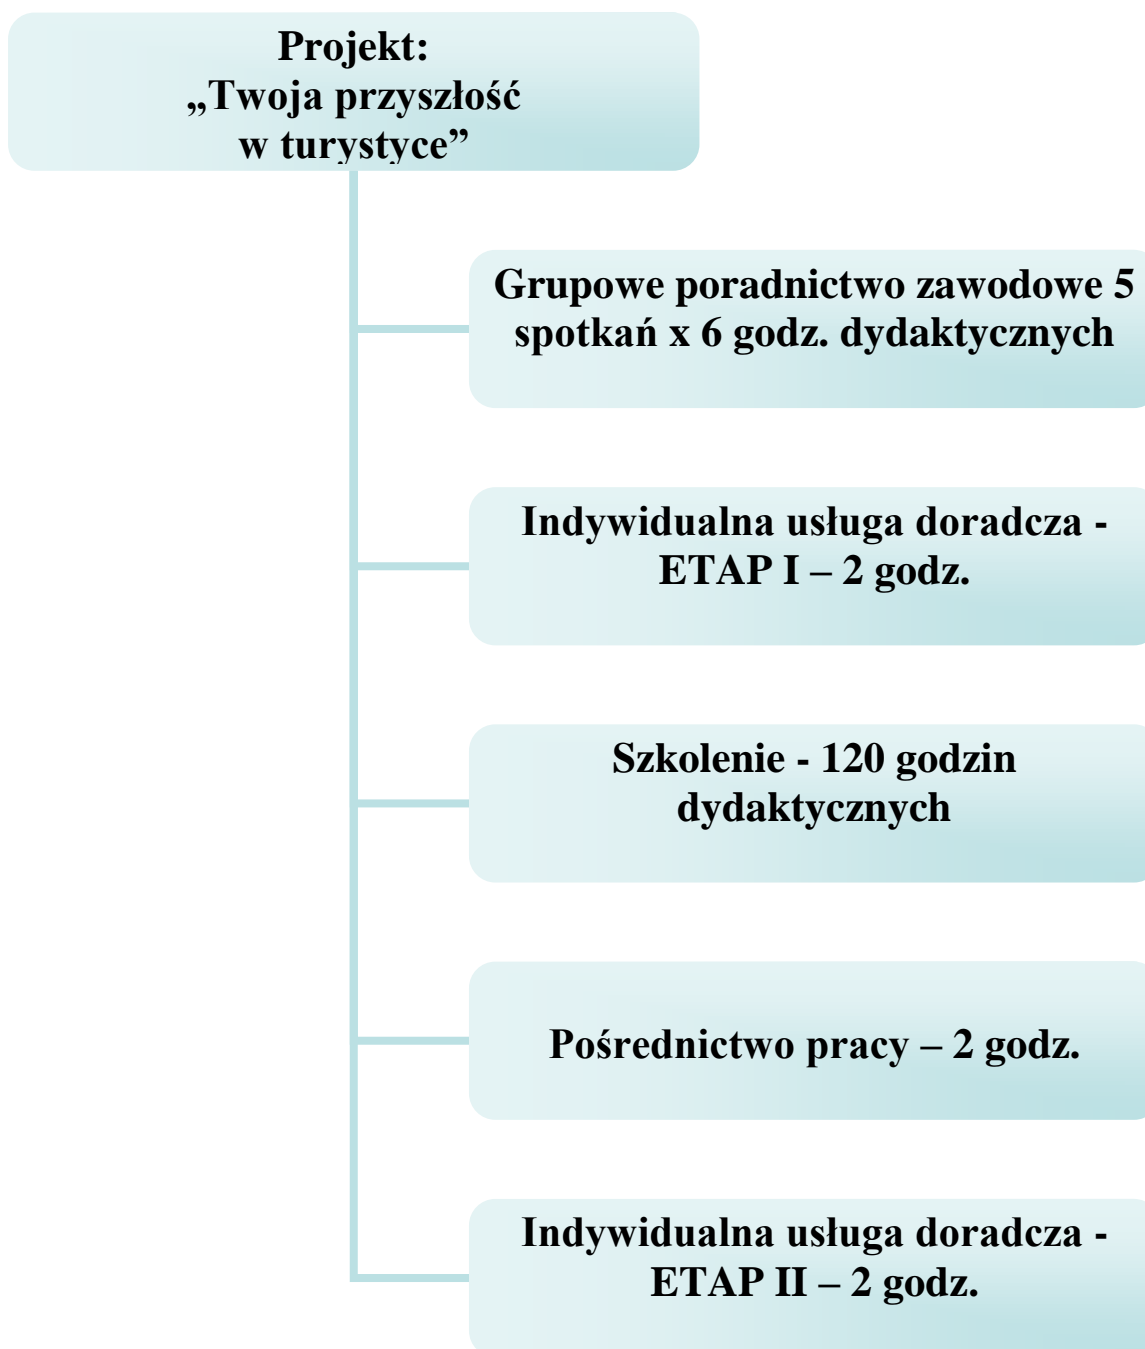 Projekt:
„Twoja przyszłość
w turystyce”
Grupowe poradnictwo zawodowe 5
spotkań x 6 godz. dydaktycznych
Indywidualna usługa doradcza -
ETAP I – 2 godz.
Szkolenie - 120 godzin
dydaktycznych
Pośrednictwo pracy – 2 godz.
Indywidualna usługa doradcza -
ETAP II – 2 godz.